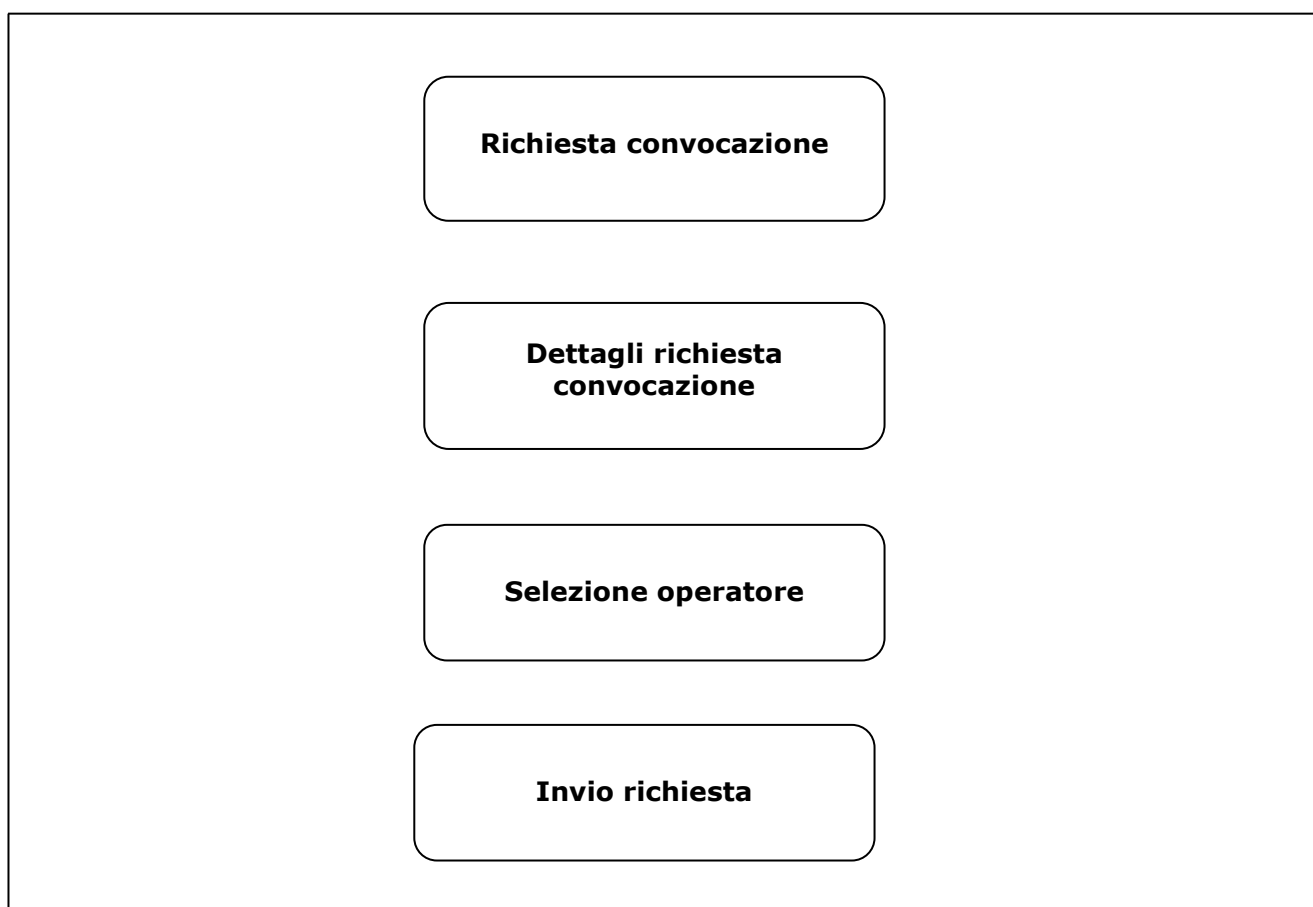 Richiesta convocazione
Dettagli richiesta
convocazione
Selezione operatore
Invio richiesta